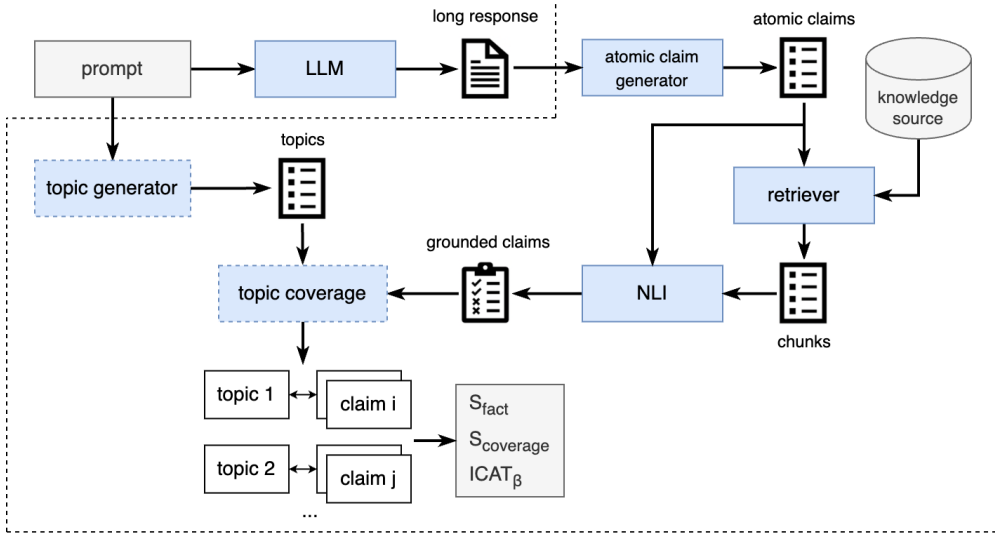 long response
atomic claims
prompt
LLM
atomic claim
generator
knowledge
source
topics
topic generator
retriever
grounded claims
topic coverage
NLI
chunks
topic 1
claim i
S_fact
S_coverage
ICAT_β
topic 2
claim j
...